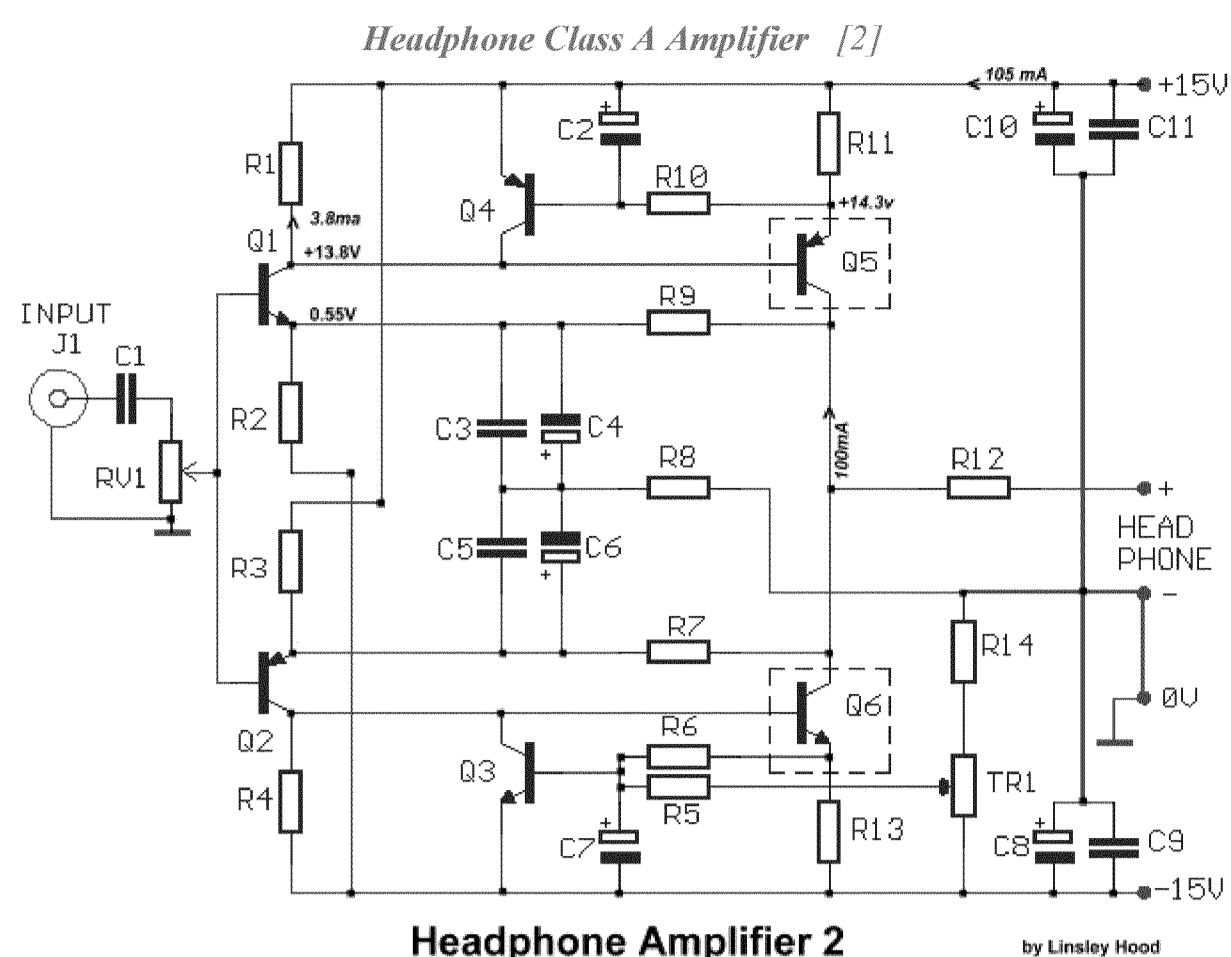 Headphone Class A Amplifier [2]
105 mA
+15V
C2
C10
C11
R11
R1
R10
Q4
+14.3v
3.8ma
Q1
+13.8V
Q5
R9
INPUT
J1
0.55V
C1
R2
C3
C4
100mA
R8
R12
RV1
+
HEAD
PHONE
C5
C6
R3
-
R7
R14
Q6
0V
Q2
R6
Q3
TR1
R4
R5
R13
C7
C8
C9
-15V
Headphone Amplifier 2
by Linsley Hood